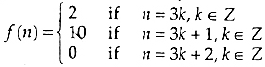 f(n) = { 2 if n = 3k, k ∈ Z
10 if n = 3k + 1, k ∈ Z
0 if n = 3k + 2, k ∈ Z